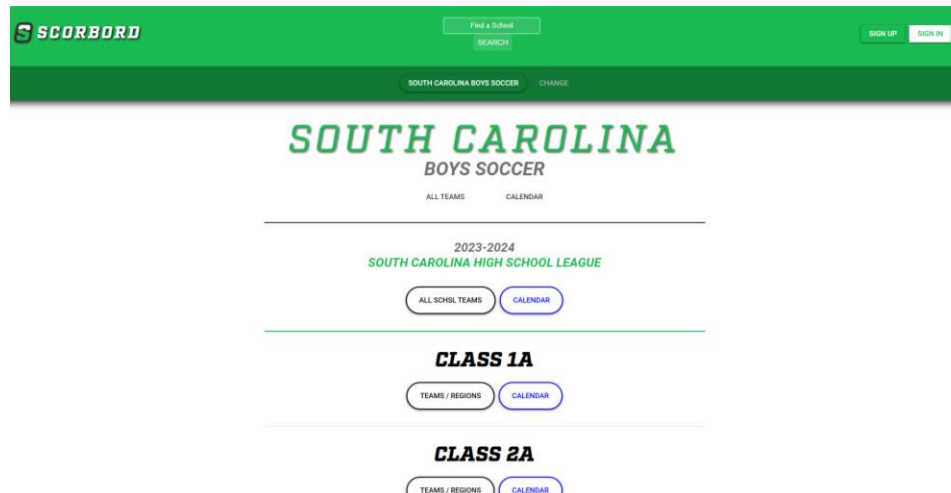 SCORBORD
Find a School
SEARCH
SIGN UP SIGN IN
SOUTH CAROLINA BOYS SOCCER CHANGE
SOUTH CAROLINA
BOYS SOCCER
ALL TEAMS CALENDAR
2023-2024
SOUTH CAROLINA HIGH SCHOOL LEAGUE
ALL SCHSL TEAMS CALENDAR
CLASS 1A
TEAMS / REGIONS CALENDAR
CLASS 2A
TEAMS / REGIONS CALENDAR